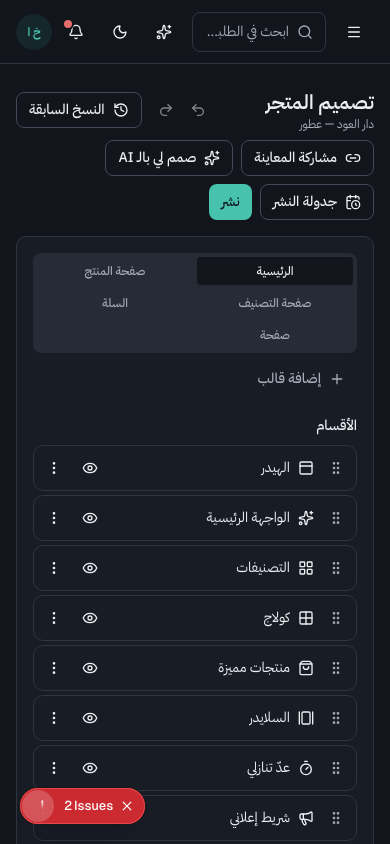 ابحث في الطلب...
خ ا
تصميم المتجر
دار العود — عطور
النسخ السابقة
مشاركة المعاينة
صمم لي بالـ AI
جدولة النشر
نشر
الرئيسية
صفحة المنتج
صفحة التصنيف
السلة
صفحة
إضافة قالب
الأقسام
الهيدر
الواجهة الرئيسية
التصنيفات
كولاج
منتجات مميزة
السلايدر
عدّ تنازلي
2 Issues
شريط إعلاني